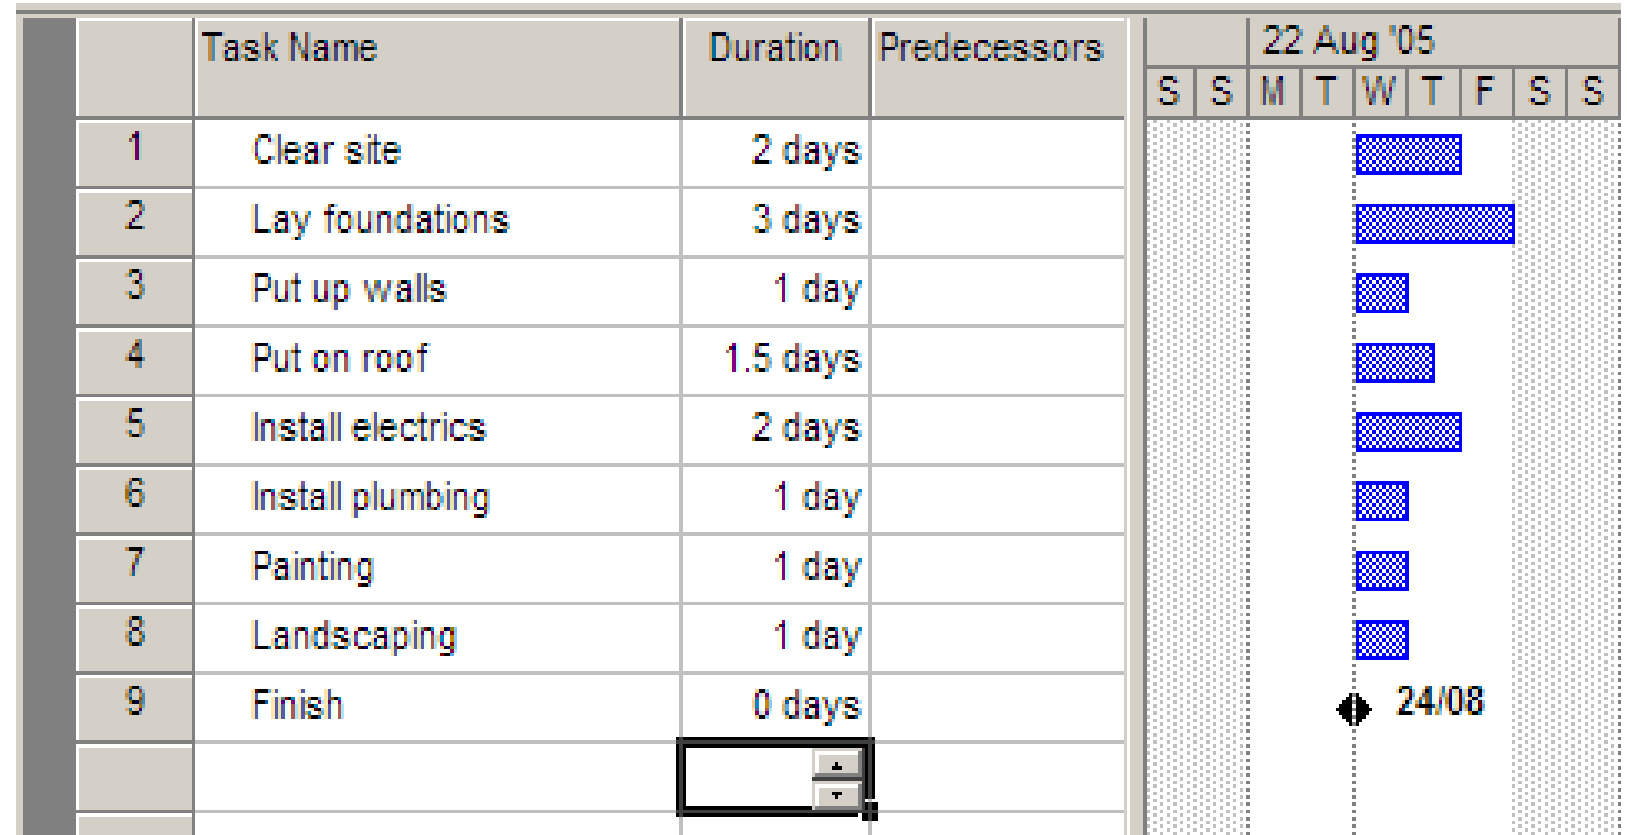 Task Name Duration Predecessors 22 Aug '05
S S M T W T F S S
1 Clear site 2 days
2 Lay foundations 3 days
3 Put up walls 1 day
4 Put on roof 1.5 days
5 Install electrics 2 days
6 Install plumbing 1 day
7 Painting 1 day
8 Landscaping 1 day
9 Finish 0 days 24/08